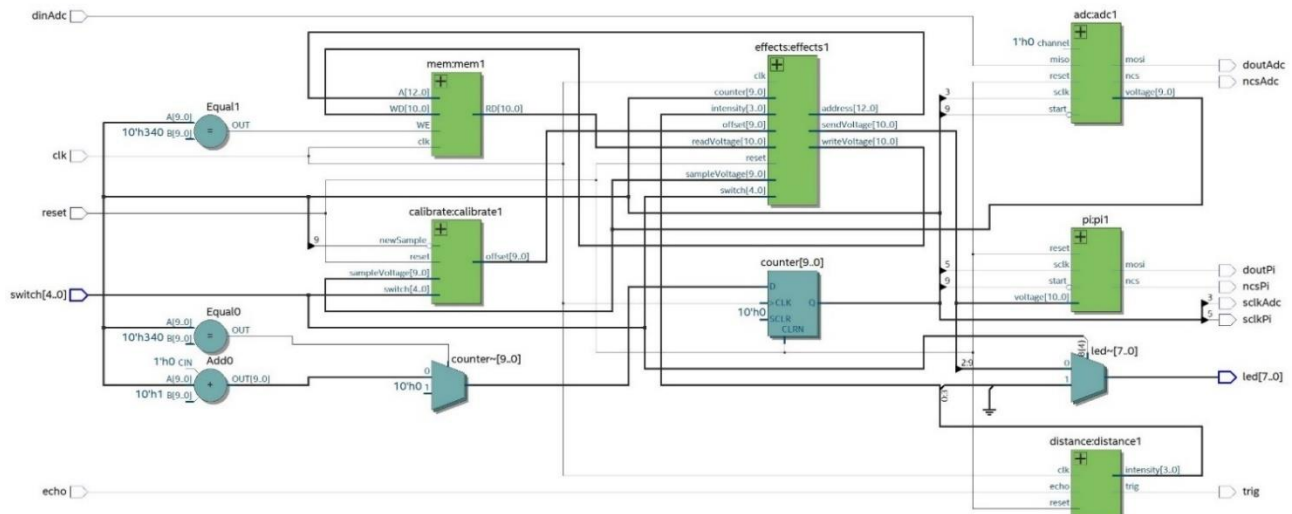 dinAdc
clk
reset
switch[4..0]
echo
Equal1
A[9..0]
10'h340 B[9..0]
=
OUT
Equal0
A[9..0]
10'h340 B[9..0]
=
OUT
Add0
1'h0 CIN
A[9..0]
10'h1 B[9..0]
+
OUT[9..0]
mem:mem1
A[12..0]
WD[10..0]
WE
clk
RD[10..0]
9
calibrate:calibrate1
newSample
reset
sampleVoltage[9..0]
switch[4..0]
offset[9..0]
counter~[9..0]
0
10'h0 1
effects:effects1
clk
counter[9..0]
intensity[3..0]
offset[9..0]
readVoltage[10..0]
reset
sampleVoltage[9..0]
switch[4..0]
address[12..0]
sendVoltage[10..0]
writeVoltage[10..0]
counter[9..0]
D
CLK
10'h0
SCLR
CLRN
Q
adc:adc1
1'h0 channel
miso
reset
3
sclk
9
start
mosi
ncs
voltage[9..0]
pi:pi1
reset
5
sclk
9
start
voltage[10..0]
mosi
ncs
B[4]
led~[7..0]
2:9
0
1
0:3
distance:distance1
clk
echo
reset
intensity[3..0]
trig
doutAdc
ncsAdc
doutPi
ncsPi
3
sclkAdc
5
sclkPi
led[7..0]
trig